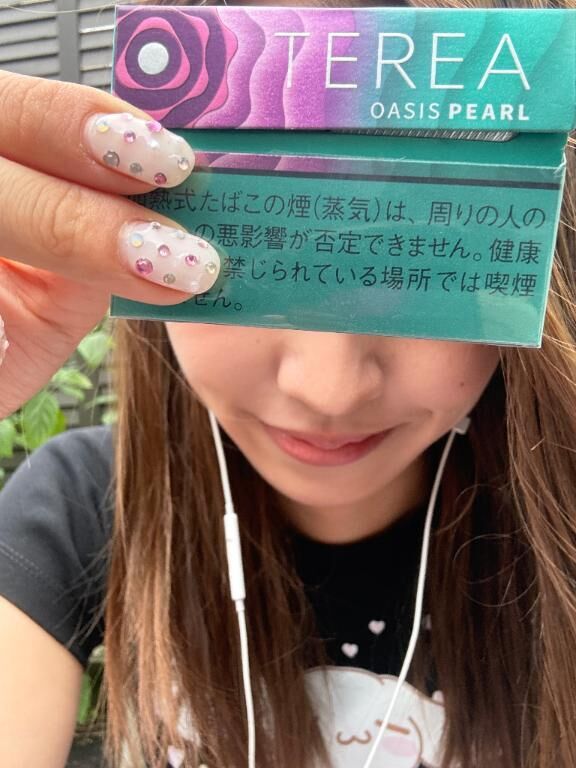 TEREA
OASIS PEARL
熱式たばこの煙(蒸気)は、周りの人の
の悪影響が否定できません。健康
禁じられている場所では喫煙
せん。